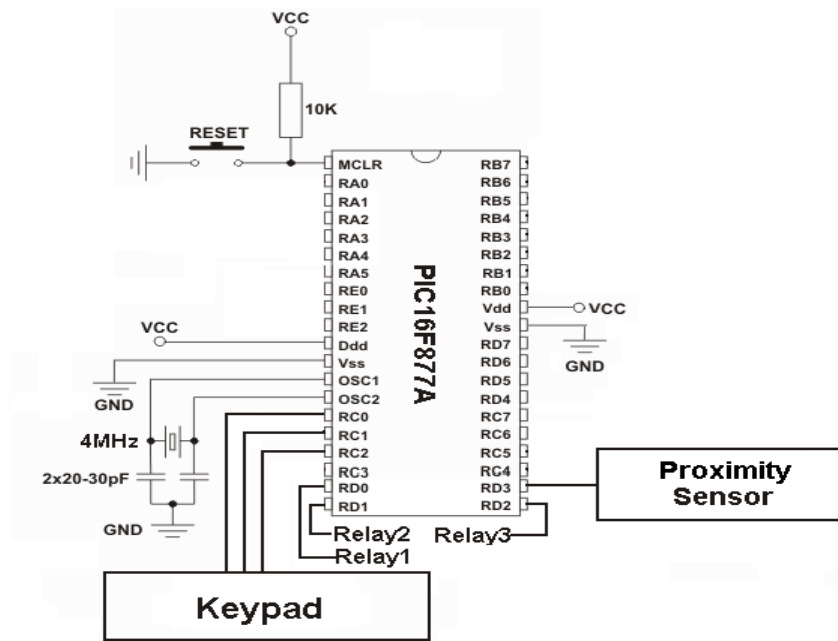 VCC
10K
RESET
MCLR
RA0
RA1
RA2
RA3
RA4
RA5
RE0
RE1
RE2
Ddd
Vss
OSC1
OSC2
RC0
RC1
RC2
RC3
RD0
RD1
PIC16F877A
RB7
RB6
RB5
RB4
RB3
RB2
RB1
RB0
Vdd
Vss
RD7
RD6
RD5
RD4
RC7
RC6
RC5
RC4
RD3
RD2
VCC
GND
VCC
GND
4MHz
2x20-30pF
GND
Relay2
Relay1
Relay3
Proximity
Sensor
Keypad